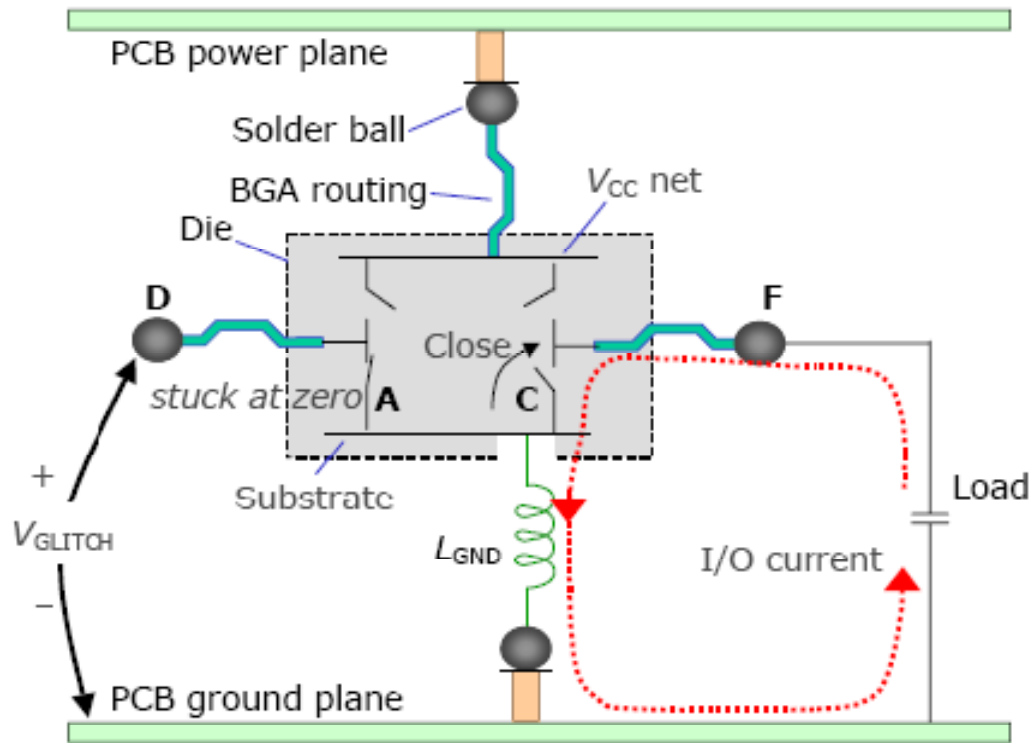 PCB power plane
Solder ball
BGA routing
VCC net
Die
D
F
Close
stuck at zero A
C
Substrate
+
VGLITCH
−
LGND
Load
I/O current
PCB ground plane